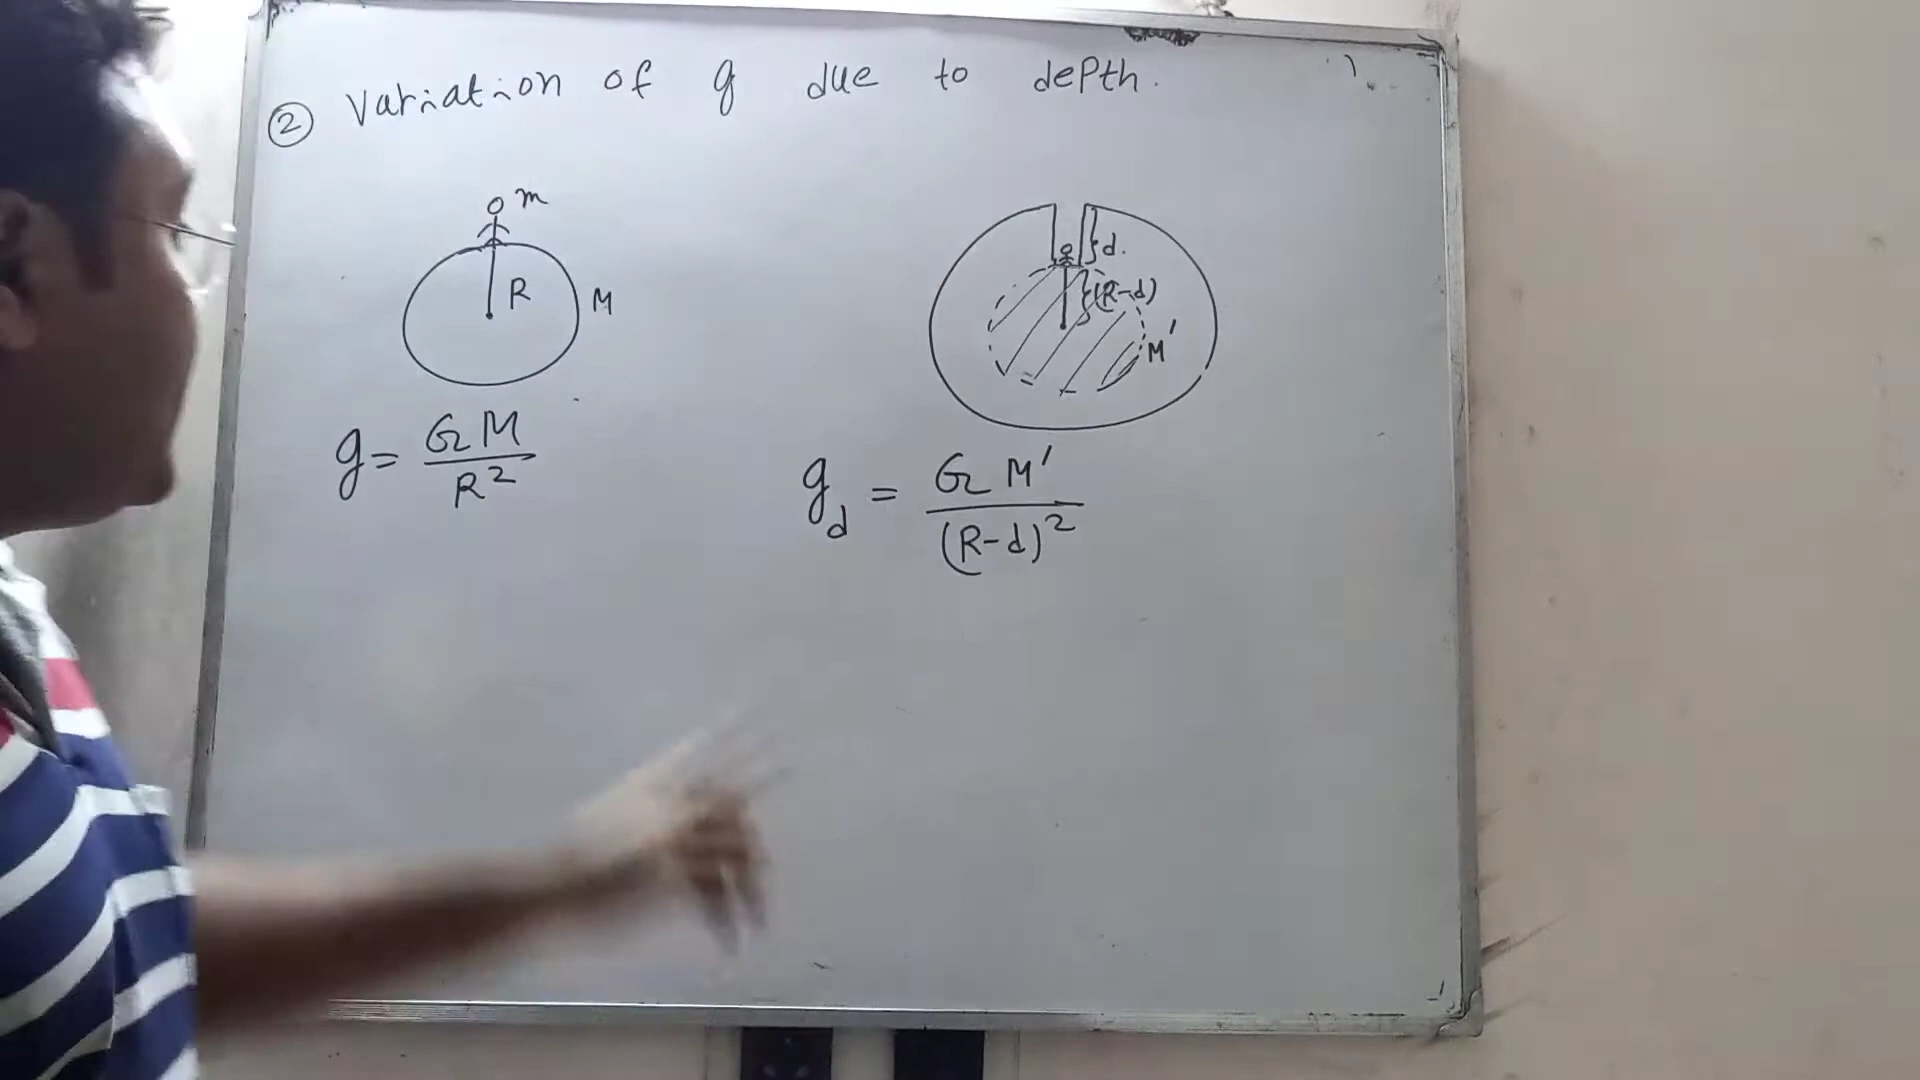 ② Variation of g due to depth.
m
R
M
d.
(R-d)
M'
g = GM / R²
g_d = GM' / (R-d)²